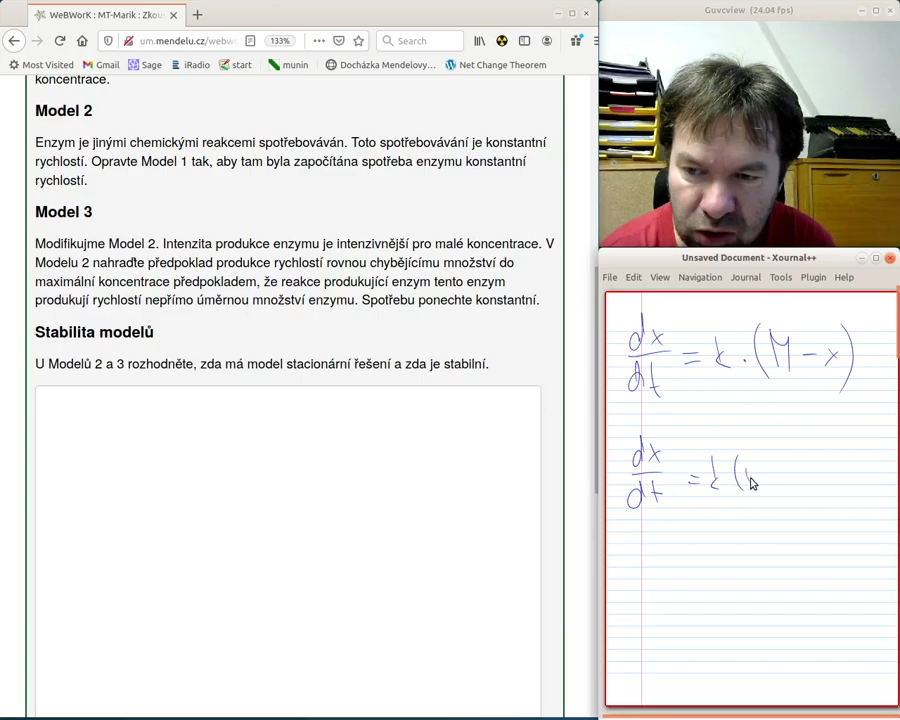 WeBWorK : MT-Marik : Zkou
Guvcview (24.04 fps)
um.mendelu.cz/webw
133%
Search
Most Visited
Gmail
Sage
iRadio
start
munin
Docházka Mendelovy...
Net Change Theorem
koncentrace.
Model 2
Enzym je jinými chemickými reakcemi spotřebováván. Toto spotřebovávání je konstantní
rychlostí. Opravte Model 1 tak, aby tam byla započítána spotřeba enzymu konstantní
rychlostí.
Model 3
Modifikujme Model 2. Intenzita produkce enzymu je intenzivnější pro malé koncentrace. V
Modelu 2 nahraďte předpoklad produkce rychlostí rovnou chybějícímu množství do
maximální koncentrace předpokladem, že reakce produkující enzym tento enzym
produkují rychlostí nepřímo úměrnou množství enzymu. Spotřebu ponechte konstantní.
Stabilita modelů
U Modelů 2 a 3 rozhodněte, zda má model stacionární řešení a zda je stabilní.
Unsaved Document - Xournal++
File Edit View Navigation Journal Tools Plugin Help
dx/dt = k · (M - x)
dx/dt = k (